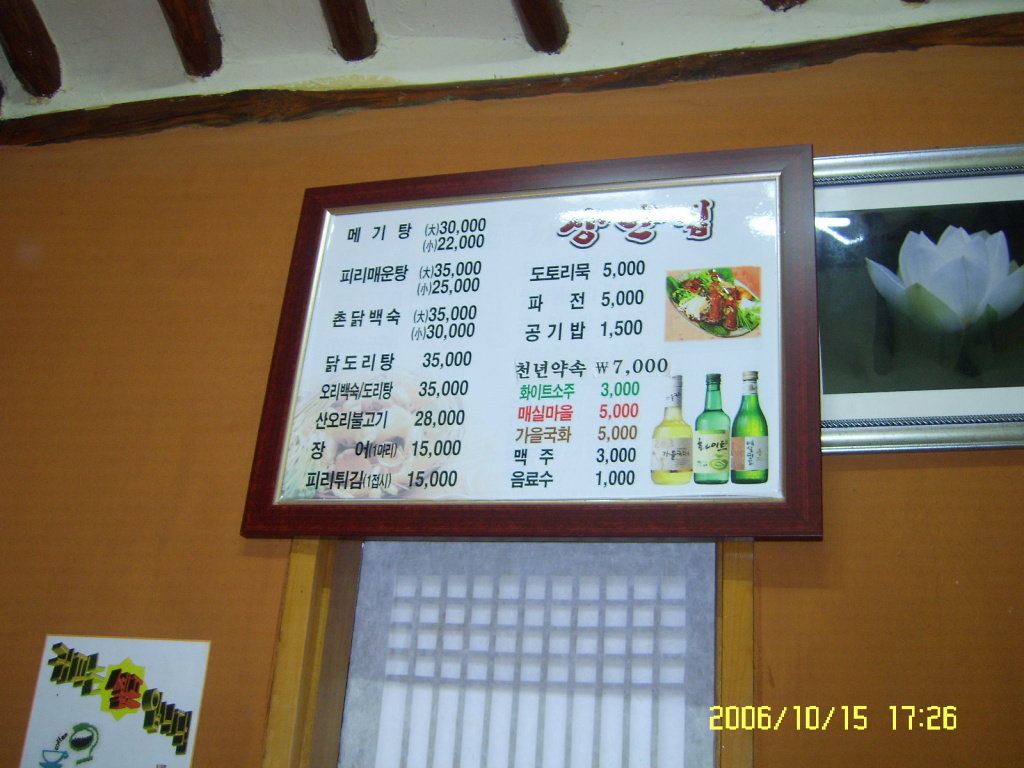 메기탕 (大)30,000
(小)22,000
피리매운탕 (大)35,000
(小)25,000
촌닭백숙 (大)35,000
(小)30,000
닭도리탕 35,000
오리백숙/도리탕 35,000
산오리불고기 28,000
장 어(1마리) 15,000
피리튀김(1접시) 15,000
도토리묵 5,000
파 전 5,000
공기밥 1,500
천년약속 ₩7,000
화이트소주 3,000
매실마을 5,000
가을국화 5,000
맥 주 3,000
음료수 1,000
2006/10/15 17:26